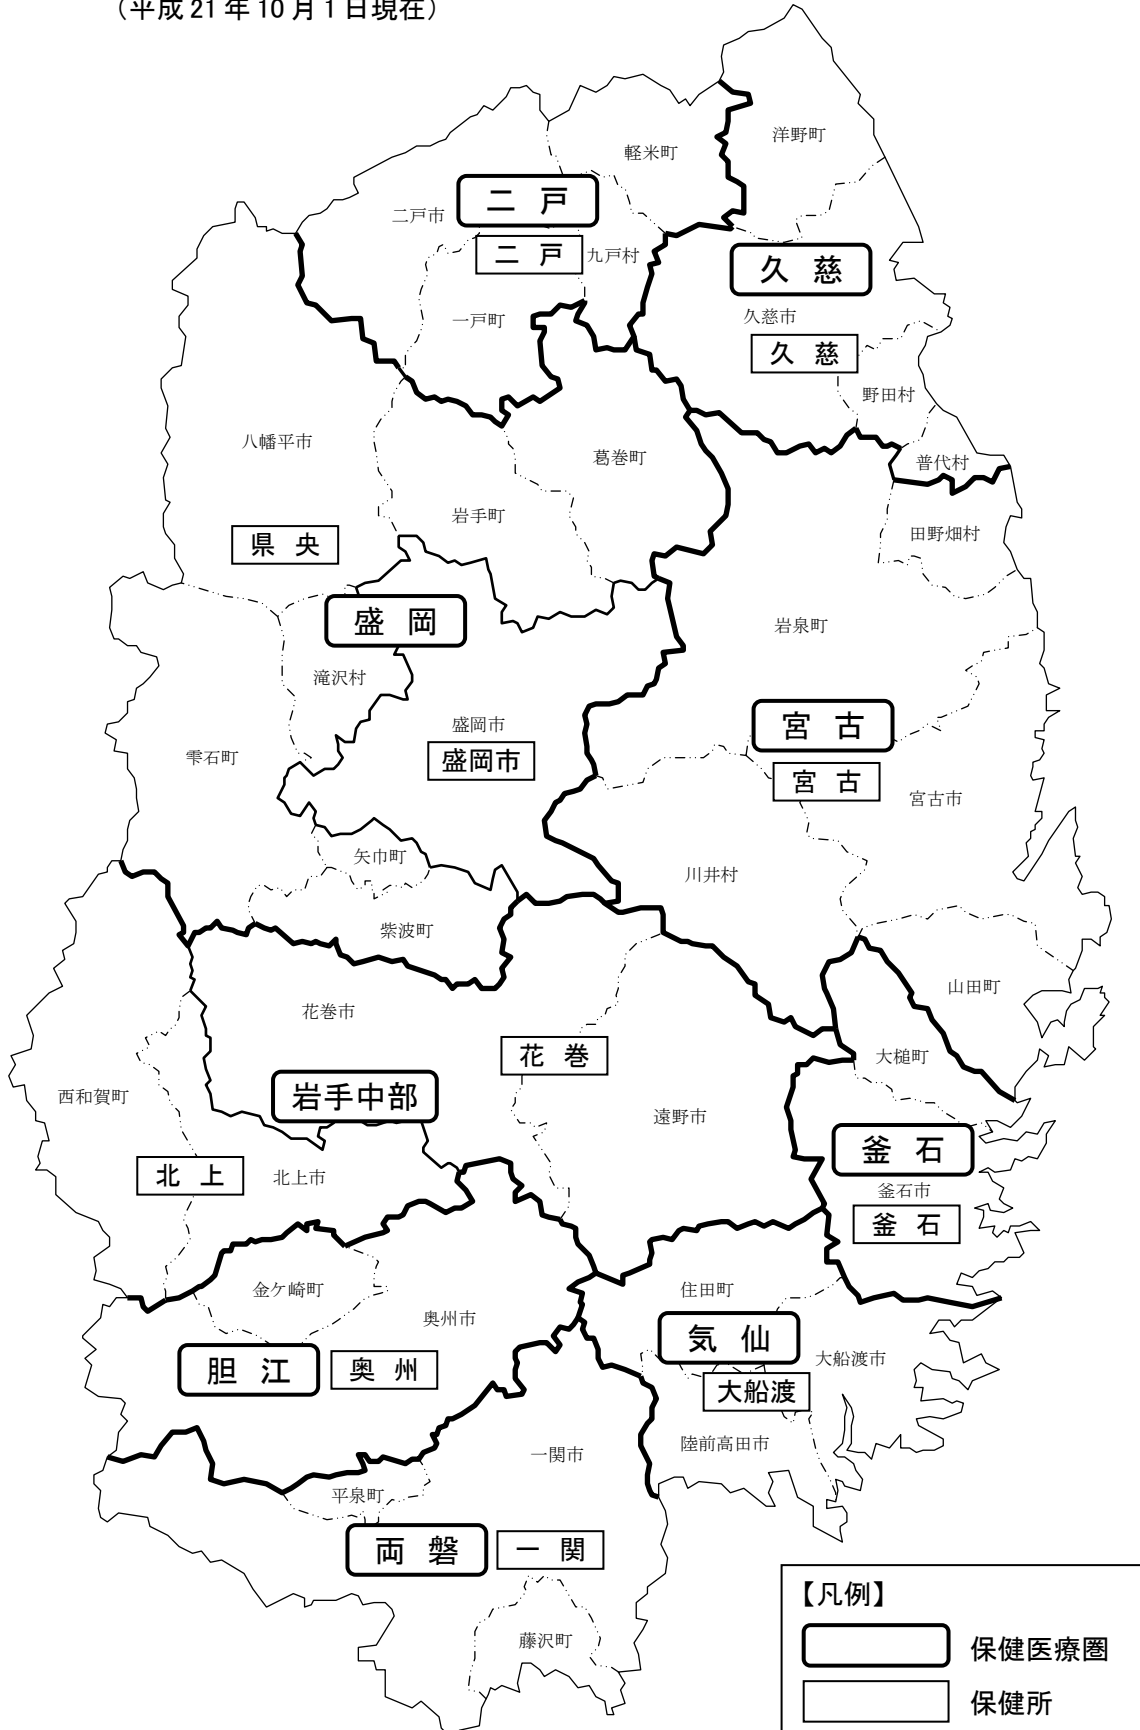 (平成21年10月1日現在)
洋野町
軽米町
二戸
二戸市
二戸
九戸村
久慈
久慈市
一戸町
久慈
野田村
八幡平市
葛巻町
普代村
岩手町
田野畑村
県央
盛岡
岩泉町
滝沢村
盛岡市
宮古
雫石町
盛岡市
宮古
宮古市
矢巾町
川井村
紫波町
山田町
花巻市
花巻
大槌町
西和賀町
岩手中部
遠野市
釜石
北上
北上市
釜石市
釜石
金ケ崎町
住田町
奥州市
気仙
胆江
奥州
大船渡市
大船渡
陸前高田市
一関市
平泉町
両磐
一関
藤沢町
【凡例】
保健医療圏
保健所